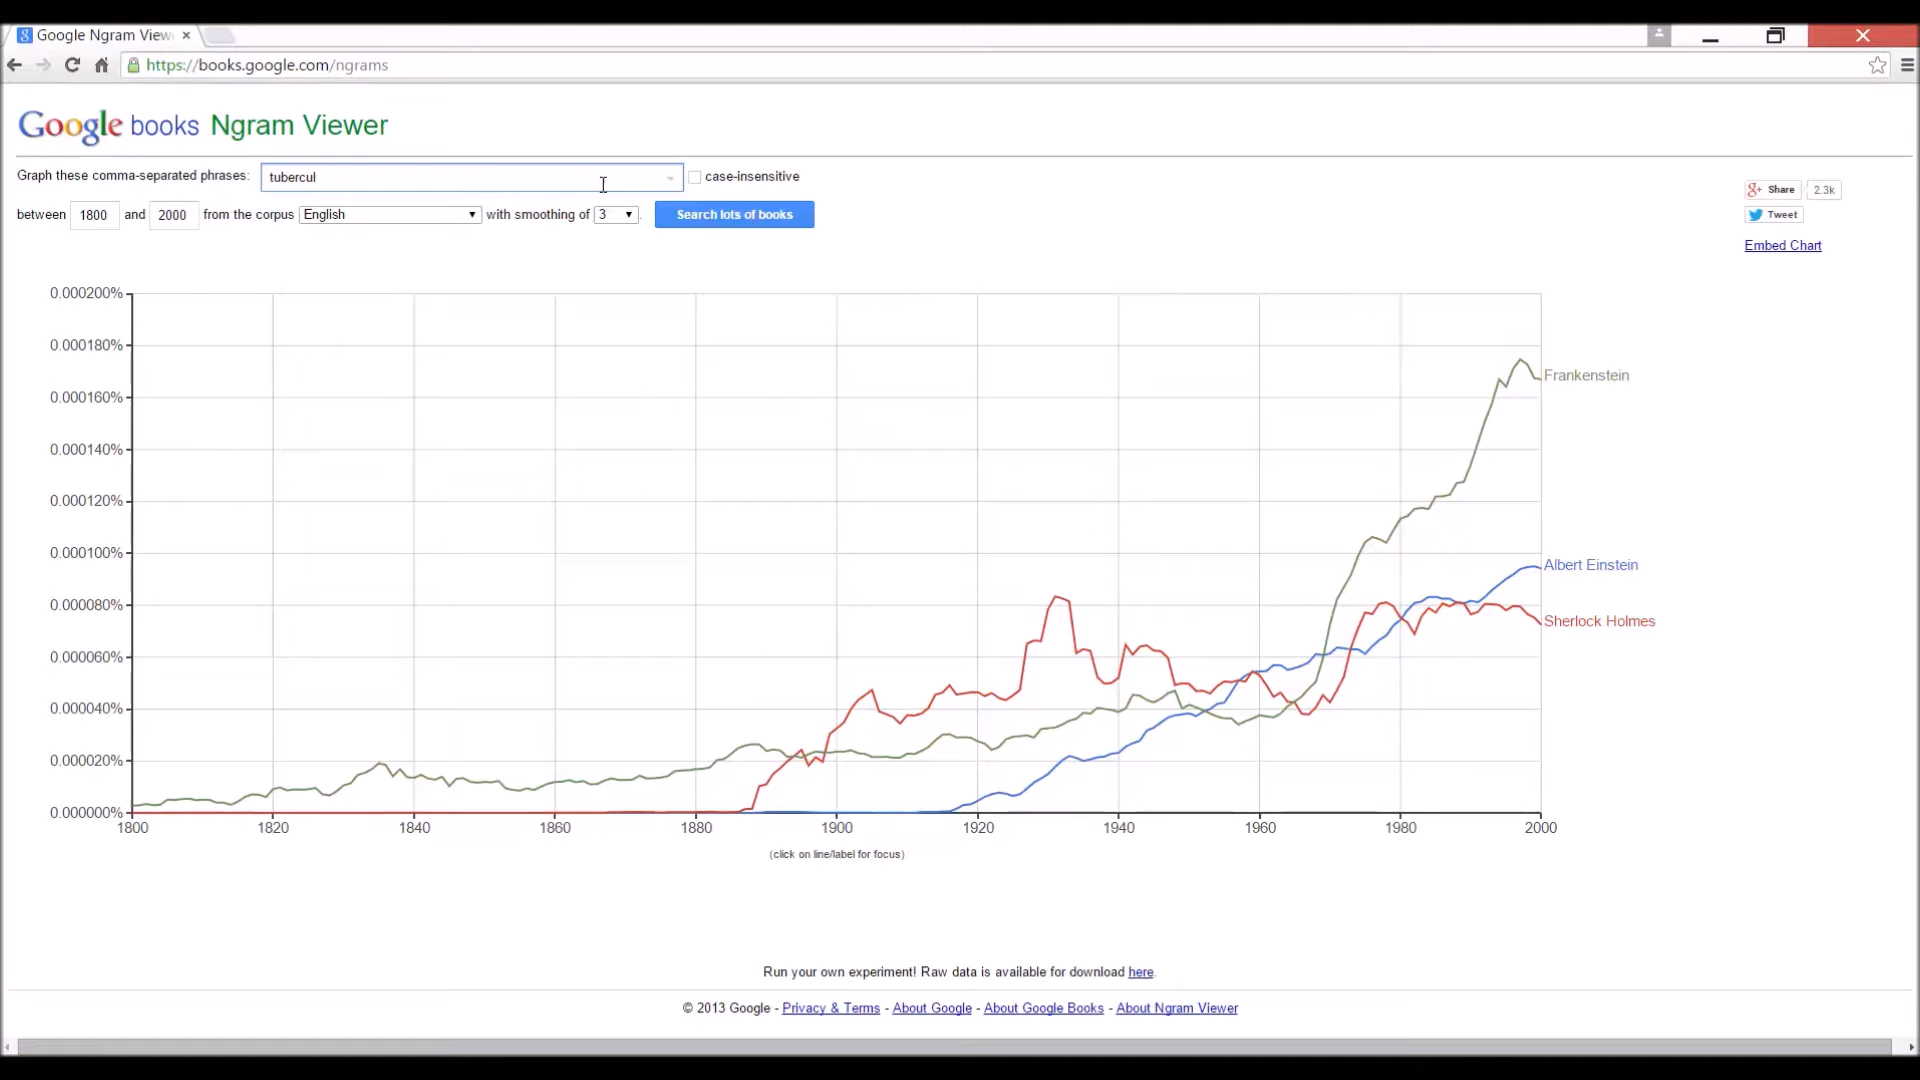 Google Ngram View
https://books.google.com/ngrams
Google books Ngram Viewer
Graph these comma-separated phrases: tubercul case-insensitive
between 1800 and 2000 from the corpus English with smoothing of 3 . Search lots of books
Share 2.3k
Tweet
Embed Chart
0.000200%
0.000180%
0.000160%
0.000140%
0.000120%
0.000100%
0.000080%
0.000060%
0.000040%
0.000020%
0.000000%
Frankenstein
Albert Einstein
Sherlock Holmes
1800 1820 1840 1860 1880 1900 1920 1940 1960 1980 2000
(click on line/label for focus)
Run your own experiment! Raw data is available for download here.
© 2013 Google - Privacy & Terms - About Google - About Google Books - About Ngram Viewer